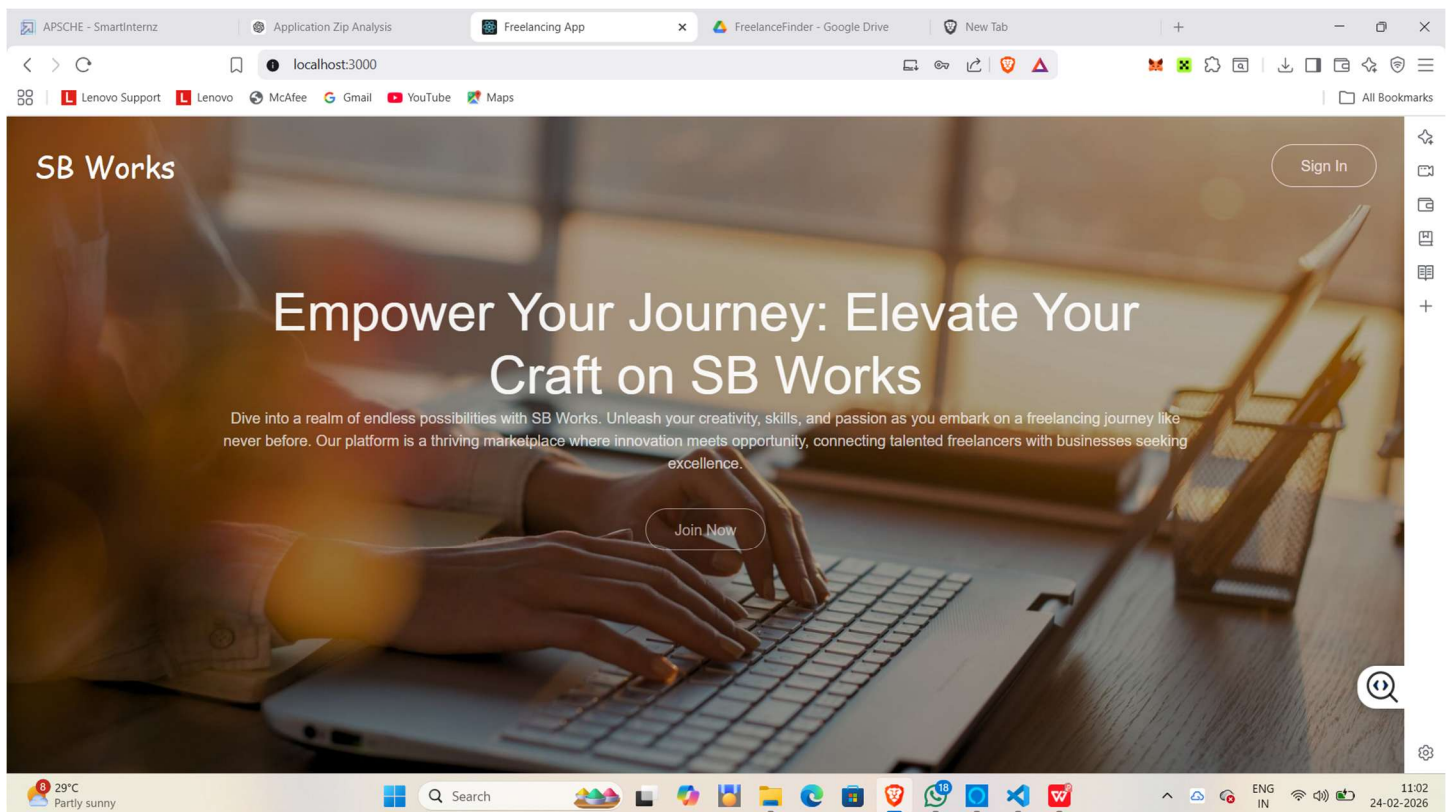 APSCHE - SmartInternz
Application Zip Analysis
Freelancing App
FreelanceFinder - Google Drive
New Tab
localhost:3000
Lenovo Support
Lenovo
McAfee
Gmail
YouTube
Maps
All Bookmarks
SB Works
Sign In
Empower Your Journey: Elevate Your
Craft on SB Works
Dive into a realm of endless possibilities with SB Works. Unleash your creativity, skills, and passion as you embark on a freelancing journey like
never before. Our platform is a thriving marketplace where innovation meets opportunity, connecting talented freelancers with businesses seeking
excellence.
Join Now
8
29°C
Partly sunny
Search
18
ENG
IN
11:02
24-02-2026